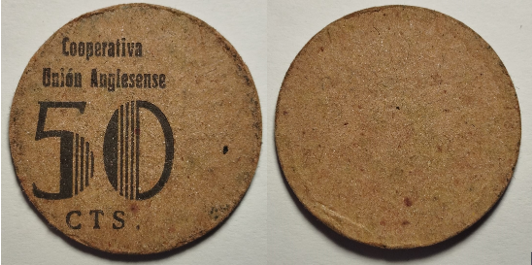 Cooperativa
Unión Anglesense
50
CTS.